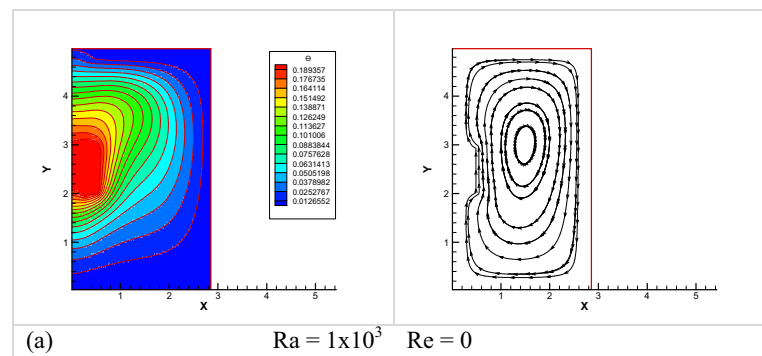 Θ
0.189357
0.176735
0.164114
0.151492
0.138871
0.126249
0.113627
0.101006
0.0883844
0.0757628
0.0631413
0.0505198
0.0378982
0.0252767
0.0126552
4
3
2
1
Y
1 2 3 4 5
X
4
3
2
1
Y
1 2 3 4 5
X
(a) Ra = 1x10³ Re = 0